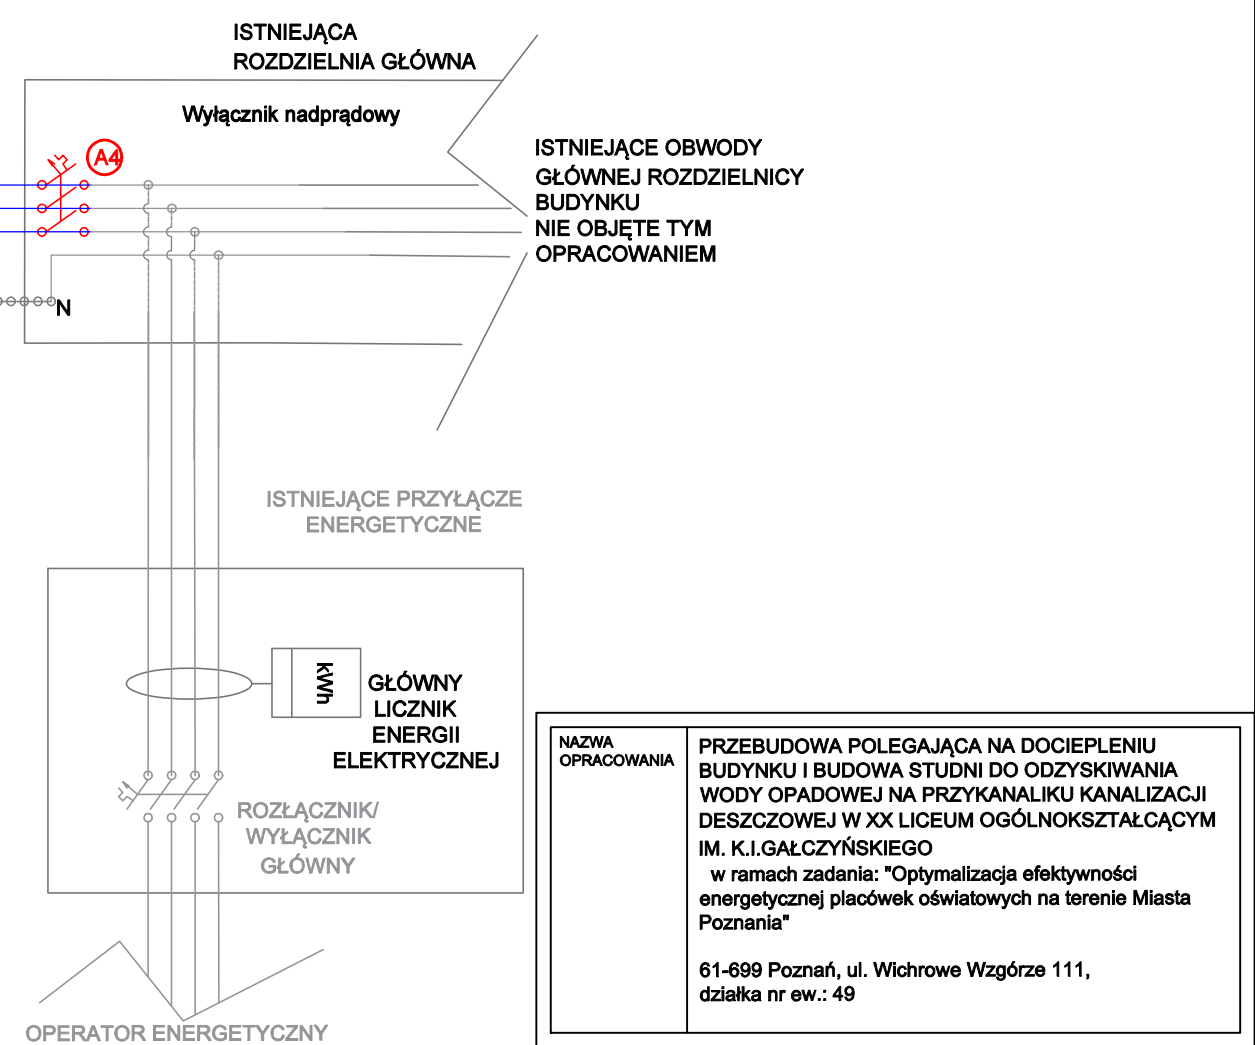 ISTNIEJĄCA
ROZDZIELNIA GŁÓWNA
Wyłącznik nadprądowy
A4
ISTNIEJĄCE OBWODY
GŁÓWNEJ ROZDZIELNICY
BUDYNKU
NIE OBJĘTE TYM
OPRACOWANIEM
N
ISTNIEJĄCE PRZYŁĄCZE
ENERGETYCZNE
kWh
GŁÓWNY
LICZNIK
ENERGII
ELEKTRYCZNEJ
ROZŁĄCZNIK/
WYŁĄCZNIK
GŁÓWNY
OPERATOR ENERGETYCZNY
NAZWA
OPRACOWANIA
PRZEBUDOWA POLEGAJĄCA NA DOCIEPLENIU
BUDYNKU I BUDOWA STUDNI DO ODZYSKIWANIA
WODY OPADOWEJ NA PRZYKANALIKU KANALIZACJI
DESZCZOWEJ W XX LICEUM OGÓLNOKSZTAŁCĄCYM
IM. K.I.GAŁCZYŃSKIEGO
w ramach zadania: "Optymalizacja efektywności
energetycznej placówek oświatowych na terenie Miasta
Poznania"
61-699 Poznań, ul. Wichrowe Wzgórze 111,
działka nr ew.: 49